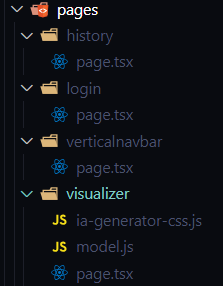 pages
history
page.tsx
login
page.tsx
verticalnavbar
page.tsx
visualizer
JS ia-generator-css.js
JS model.js
page.tsx